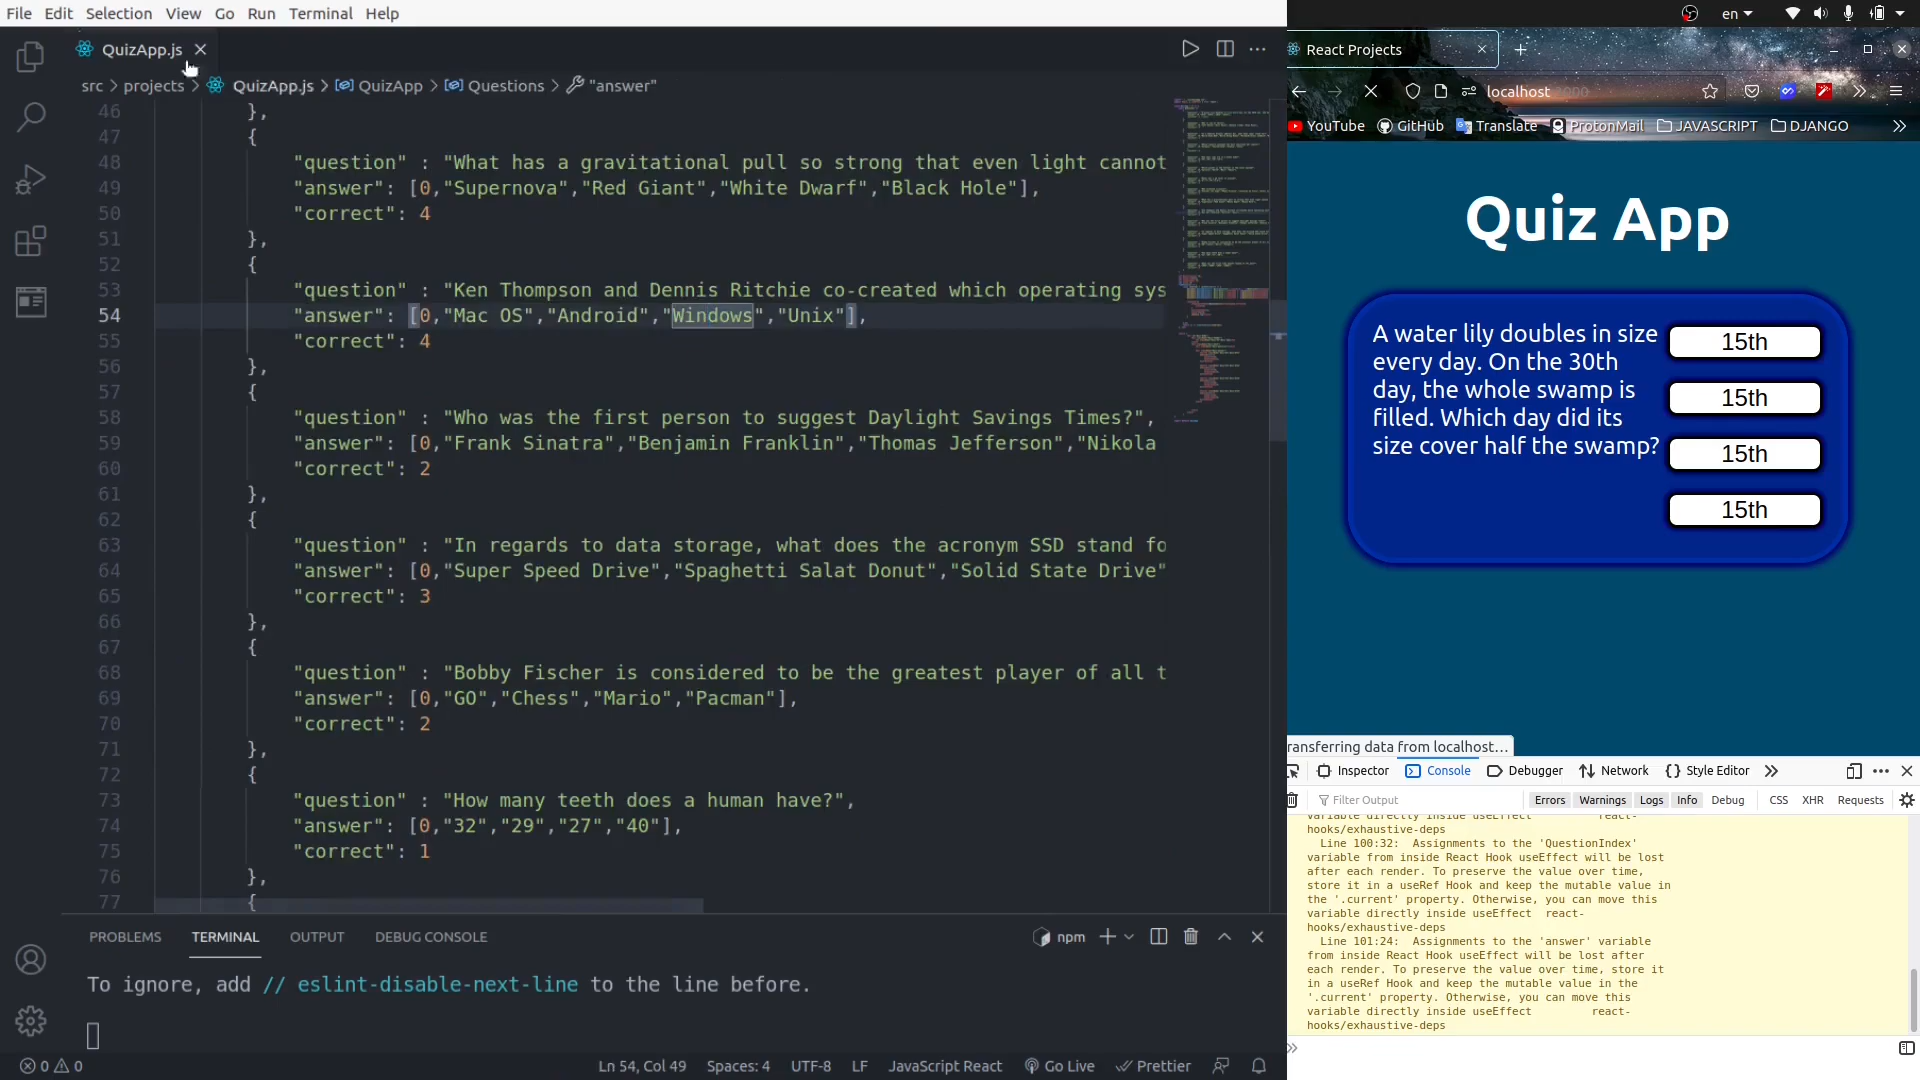 File Edit Selection View Go Run Terminal Help
QuizApp.js
src > projects > QuizApp.js > QuizApp > Questions > "answer"
46 },
47 {
48 "question" : "What has a gravitational pull so strong that even light cannot
49 "answer": [0,"Supernova","Red Giant","White Dwarf","Black Hole"],
50 "correct": 4
51 },
52 {
53 "question" : "Ken Thompson and Dennis Ritchie co-created which operating sys
54 "answer": [0,"Mac OS","Android","Windows","Unix"],
55 "correct": 4
56 },
57 {
58 "question" : "Who was the first person to suggest Daylight Savings Times?",
59 "answer": [0,"Frank Sinatra","Benjamin Franklin","Thomas Jefferson","Nikola
60 "correct": 2
61 },
62 {
63 "question" : "In regards to data storage, what does the acronym SSD stand fo
64 "answer": [0,"Super Speed Drive","Spaghetti Salat Donut","Solid State Drive"
65 "correct": 3
66 },
67 {
68 "question" : "Bobby Fischer is considered to be the greatest player of all t
69 "answer": [0,"GO","Chess","Mario","Pacman"],
70 "correct": 2
71 },
72 {
73 "question" : "How many teeth does a human have?",
74 "answer": [0,"32","29","27","40"],
75 "correct": 1
76 },
77 {
PROBLEMS TERMINAL OUTPUT DEBUG CONSOLE
npm
To ignore, add // eslint-disable-next-line to the line before.
0 0
Ln 54, Col 49 Spaces: 4 UTF-8 LF JavaScript React Go Live Prettier
en
React Projects
localhost:3000
YouTube GitHub Translate ProtonMail JAVASCRIPT DJANGO
Quiz App
A water lily doubles in size
every day. On the 30th
day, the whole swamp is
filled. Which day did its
size cover half the swamp?
15th
15th
15th
15th
ransferring data from localhost…
Inspector Console Debugger Network Style Editor
Filter Output
Errors Warnings Logs Info Debug CSS XHR Requests
variable directly inside useEffect react-
hooks/exhaustive-deps
Line 100:32: Assignments to the 'QuestionIndex'
variable from inside React Hook useEffect will be lost
after each render. To preserve the value over time,
store it in a useRef Hook and keep the mutable value in
the '.current' property. Otherwise, you can move this
variable directly inside useEffect react-
hooks/exhaustive-deps
Line 101:24: Assignments to the 'answer' variable
from inside React Hook useEffect will be lost after
each render. To preserve the value over time, store it
in a useRef Hook and keep the mutable value in the
'.current' property. Otherwise, you can move this
variable directly inside useEffect react-
hooks/exhaustive-deps